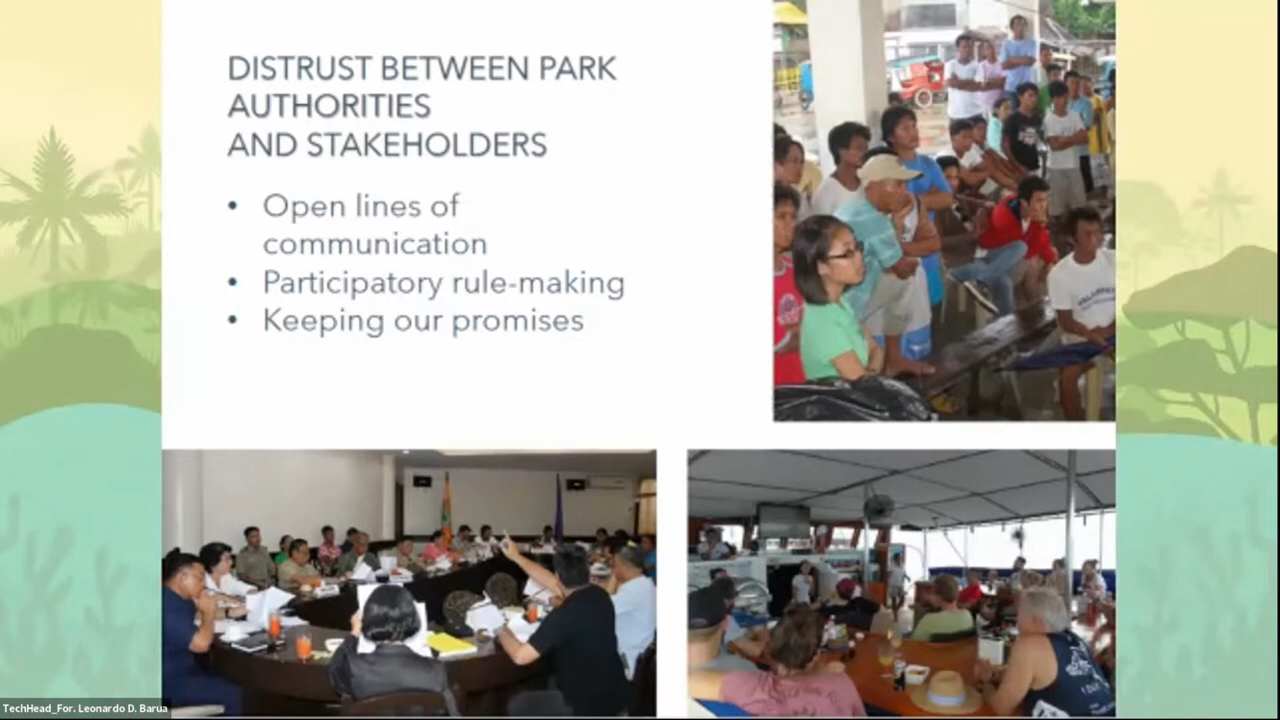 DISTRUST BETWEEN PARK
AUTHORITIES
AND STAKEHOLDERS
• Open lines of
communication
• Participatory rule-making
• Keeping our promises
TechHead_For. Leonardo D. Barua